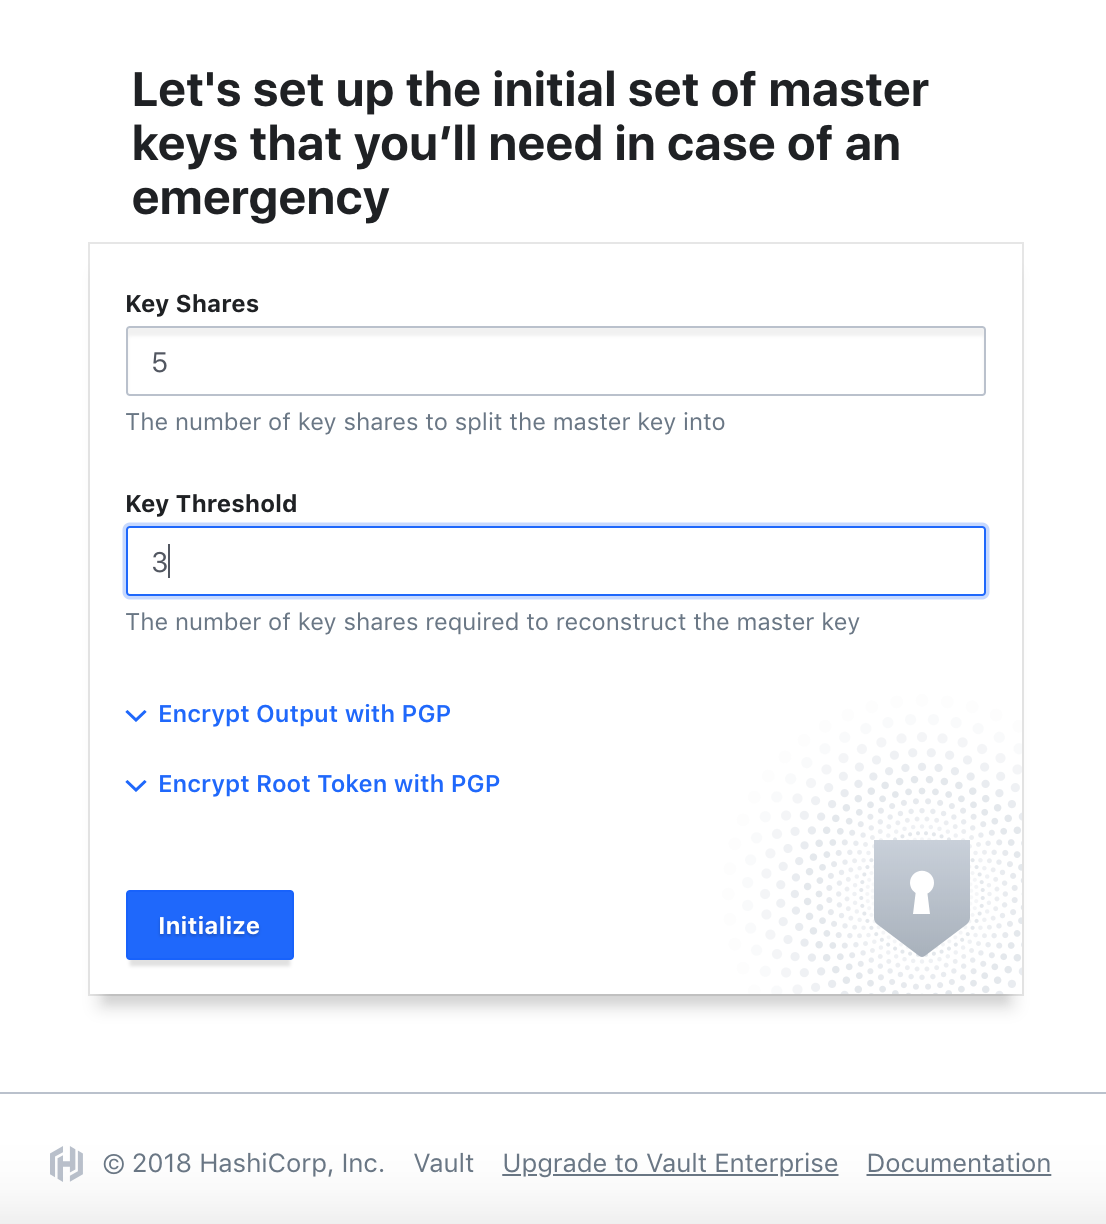 Let's set up the initial set of master
keys that you’ll need in case of an
emergency
Key Shares
5
The number of key shares to split the master key into
Key Threshold
3
The number of key shares required to reconstruct the master key
Encrypt Output with PGP
Encrypt Root Token with PGP
Initialize
© 2018 HashiCorp, Inc. Vault Upgrade to Vault Enterprise Documentation